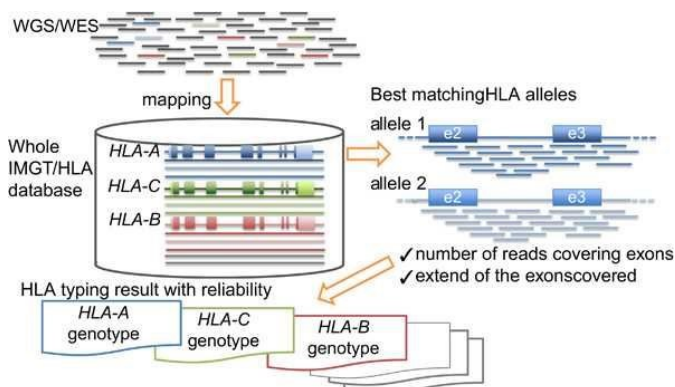 WGS/WES
mapping
Whole
IMGT/HLA
database
HLA-A
HLA-C
HLA-B
Best matchingHLA alleles
allele 1
e2
e3
allele 2
e2
e3
✓number of reads covering exons
✓extend of the exonscovered
HLA typing result with reliability
HLA-A
genotype
HLA-C
genotype
HLA-B
genotype